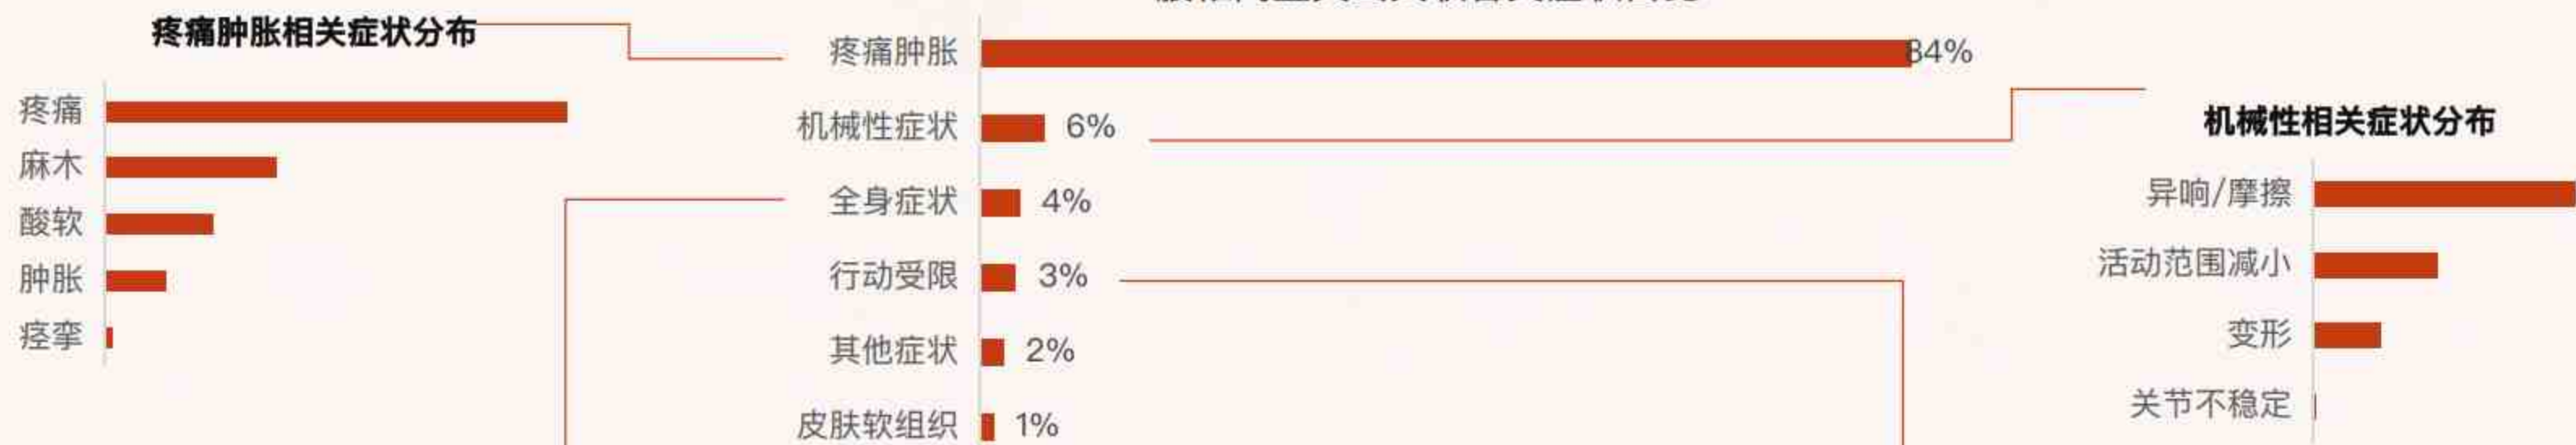 疼痛肿胀相关症状分布
疼痛
麻木
酸软
肿胀
痉挛
疼痛肿胀 84%
机械性症状 6%
全身症状 4%
行动受限 3%
其他症状 2%
皮肤软组织 1%
机械性相关症状分布
异响/摩擦
活动范围减小
变形
关节不稳定